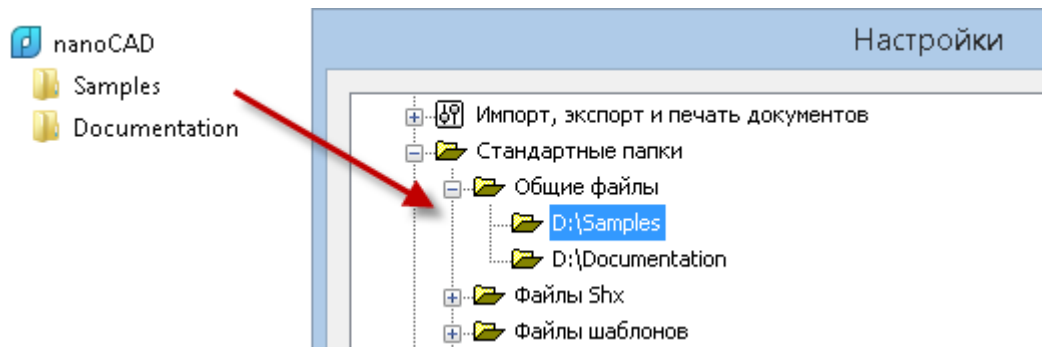 nanoCAD
Samples
Documentation
Настройки
Импорт, экспорт и печать документов
Стандартные папки
Общие файлы
D:\Samples
D:\Documentation
Файлы Shx
Файлы шаблонов